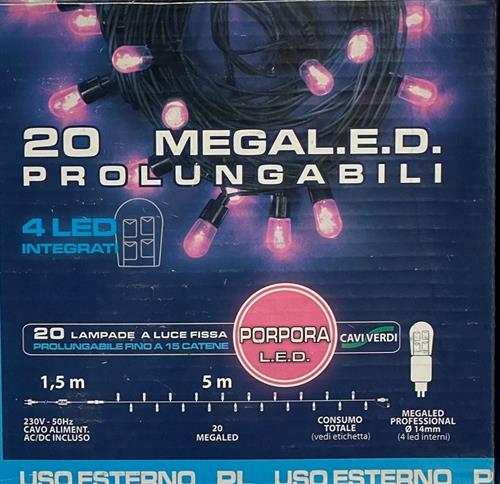 20 MEGAL.E.D.
PROLUNGABILI
4 LED
INTEGRATI
20 LAMPADE A LUCE FISSA
PROLUNGABILE FINO A 15 CATENE
PORPORA
L.E.D.
CAVI VERDI
1,5 m
5 m
230V - 50Hz
CAVO ALIMENT.
AC/DC INCLUSO
20
MEGALED
CONSUMO
TOTALE
(vedi etichetta)
MEGALED
PROFESSIONAL
Ø 14mm
(4 led interni)
USO ESTERNO PL USO ESTERNO P